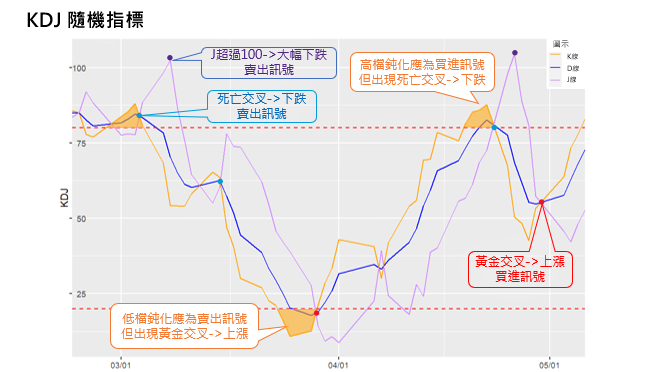 KDJ 隨機指標
J超過100->大幅下跌
賣出訊號
高檔鈍化應為買進訊號
但出現死亡交叉->下跌
圖示
K線
D線
J線
死亡交叉->下跌
賣出訊號
100
75
KDJ
50
25
黃金交叉->上漲
買進訊號
低檔鈍化應為賣出訊號
但出現黃金交叉->上漲
03/01
04/01
05/01